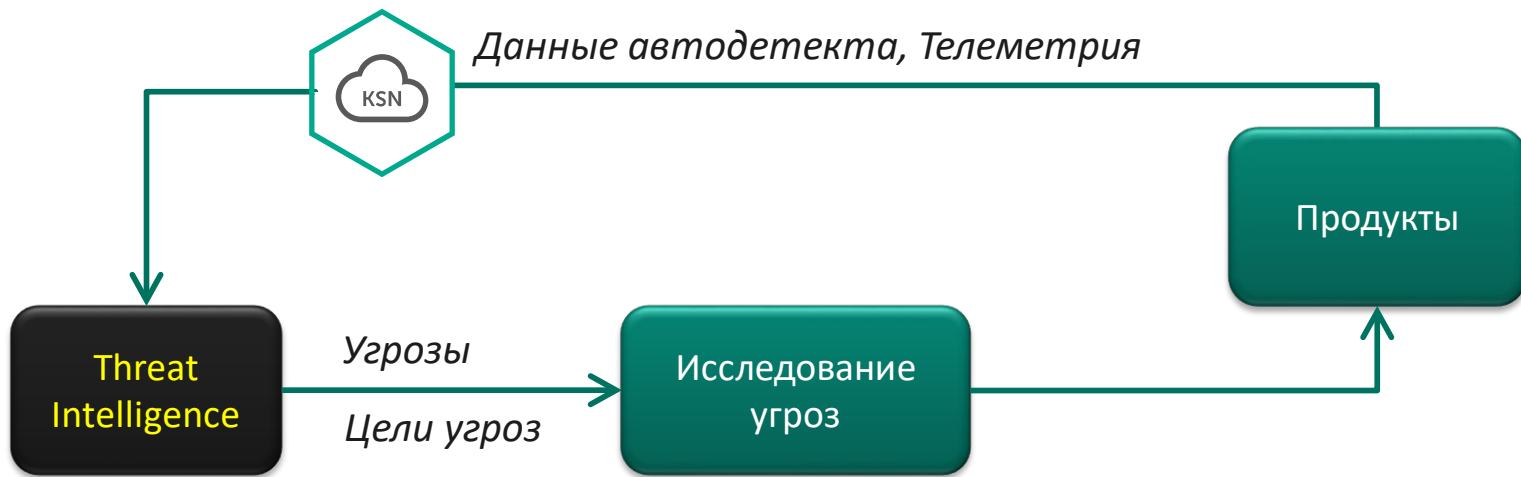 Данные автодетекта, Телеметрия
KSN
Продукты
Threat
Intelligence
Угрозы
Цели угроз
Исследование
угроз